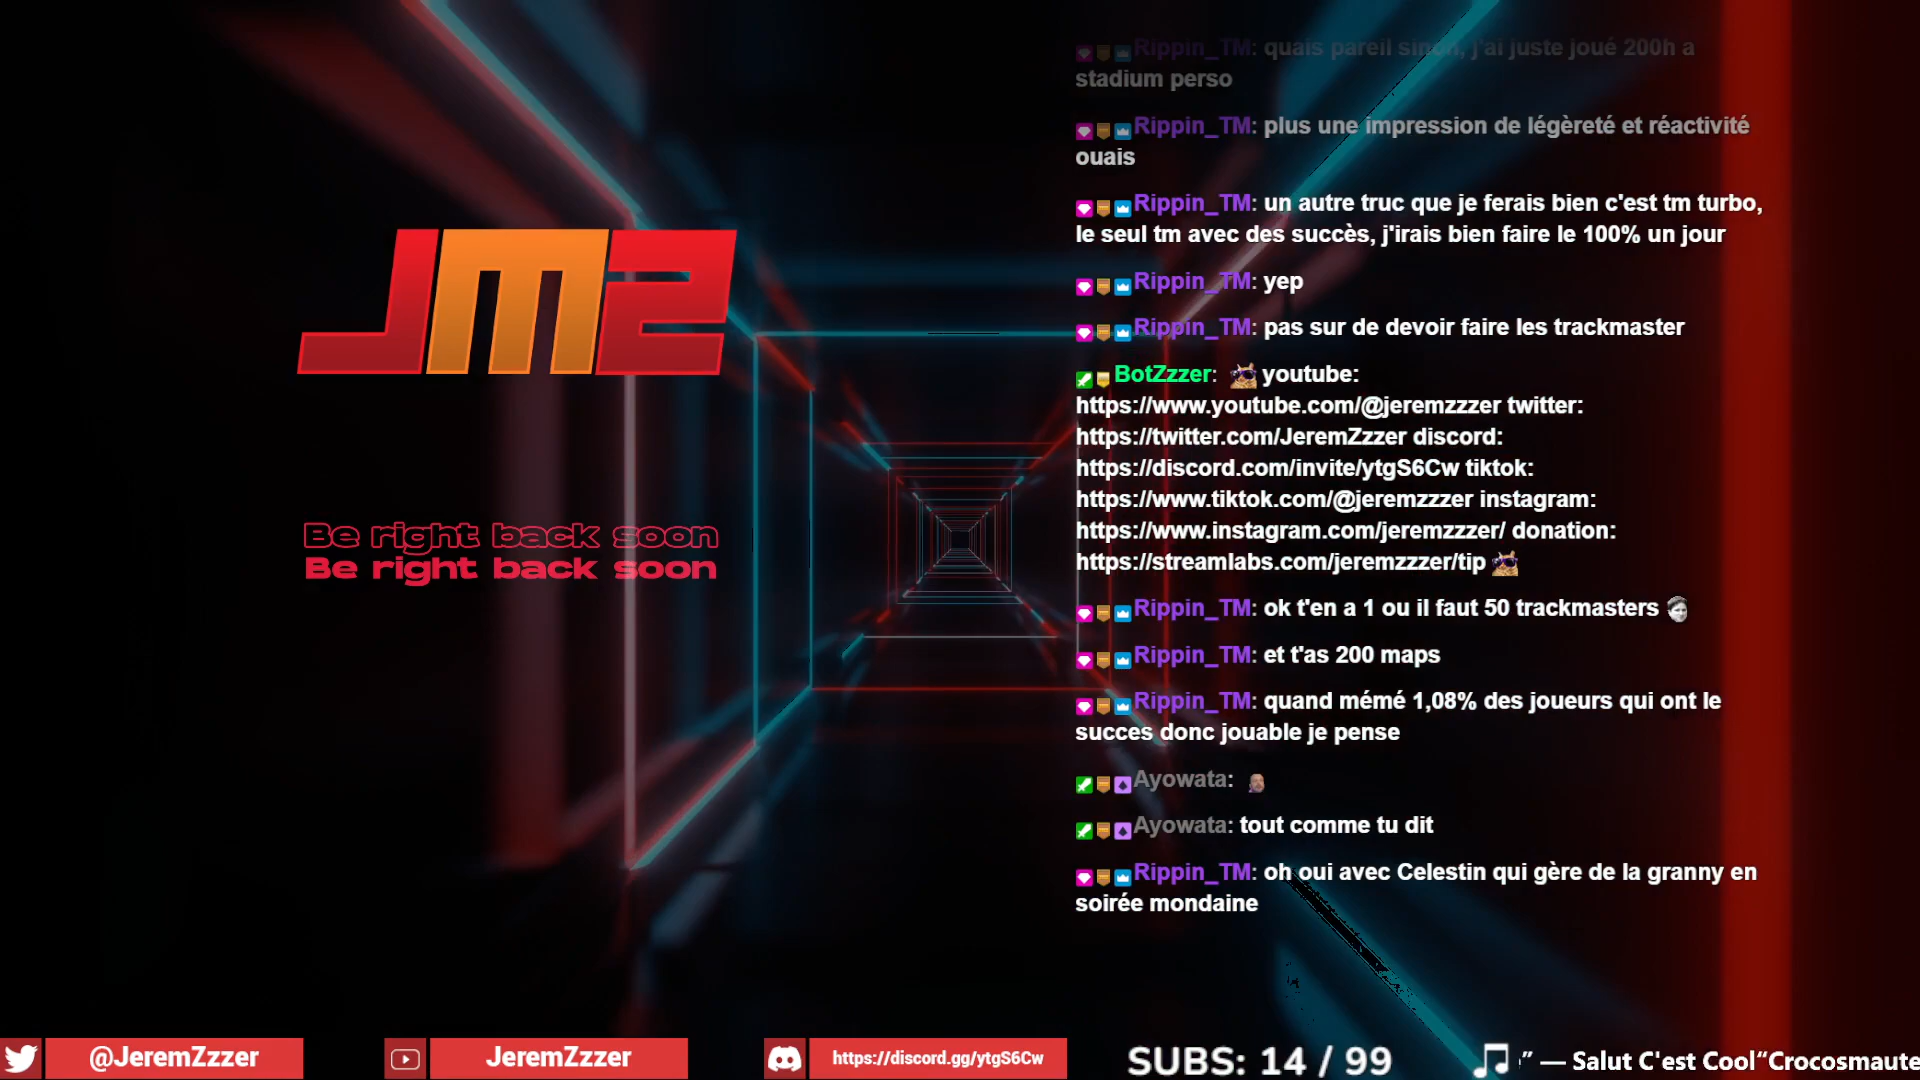 Rippin_TM: quais pareil sinon, j'ai juste joué 200h a
stadium perso
Rippin_TM: plus une impression de légèreté et réactivité
ouais
Rippin_TM: un autre truc que je ferais bien c'est tm turbo,
le seul tm avec des succès, j'irais bien faire le 100% un jour
Rippin_TM: yep
Rippin_TM: pas sur de devoir faire les trackmaster
BotZzzer: youtube:
https://www.youtube.com/@jeremzzzer twitter:
https://twitter.com/JeremZzzer discord:
https://discord.com/invite/ytgS6Cw tiktok:
https://www.tiktok.com/@jeremzzzer instagram:
https://www.instagram.com/jeremzzzer/ donation:
https://streamlabs.com/jeremzzzer/tip
Rippin_TM: ok t'en a 1 ou il faut 50 trackmasters
Rippin_TM: et t'as 200 maps
Rippin_TM: quand mémé 1,08% des joueurs qui ont le
succes donc jouable je pense
Ayowata:
Ayowata: tout comme tu dit
Rippin_TM: oh oui avec Celestin qui gère de la granny en
soirée mondaine
JMZ
Be right back soon
Be right back soon
@JeremZzzer
JeremZzzer
https://discord.gg/ytgS6Cw
SUBS: 14 / 99
” — Salut C'est Cool“Crocosmaute